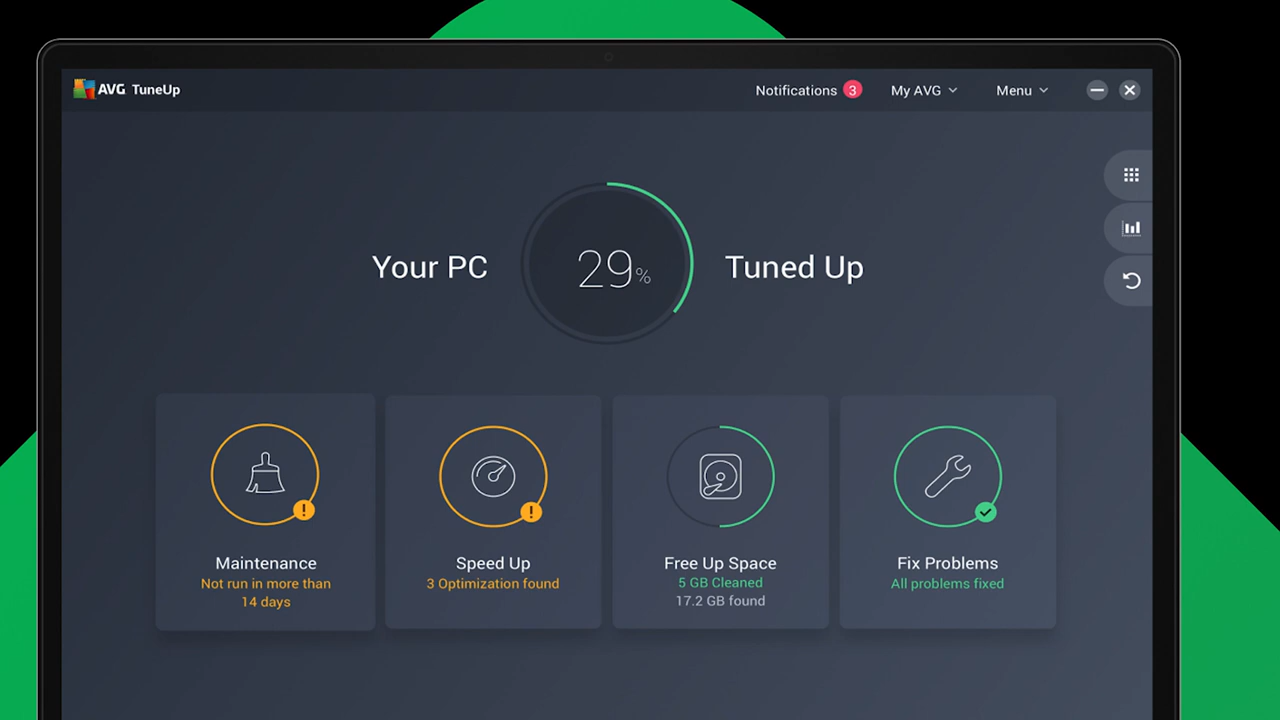 AVG TuneUp
Notifications 3
My AVG
Menu
Your PC
29%
Tuned Up
Maintenance
Not run in more than
14 days
Speed Up
3 Optimization found
Free Up Space
5 GB Cleaned
17.2 GB found
Fix Problems
All problems fixed